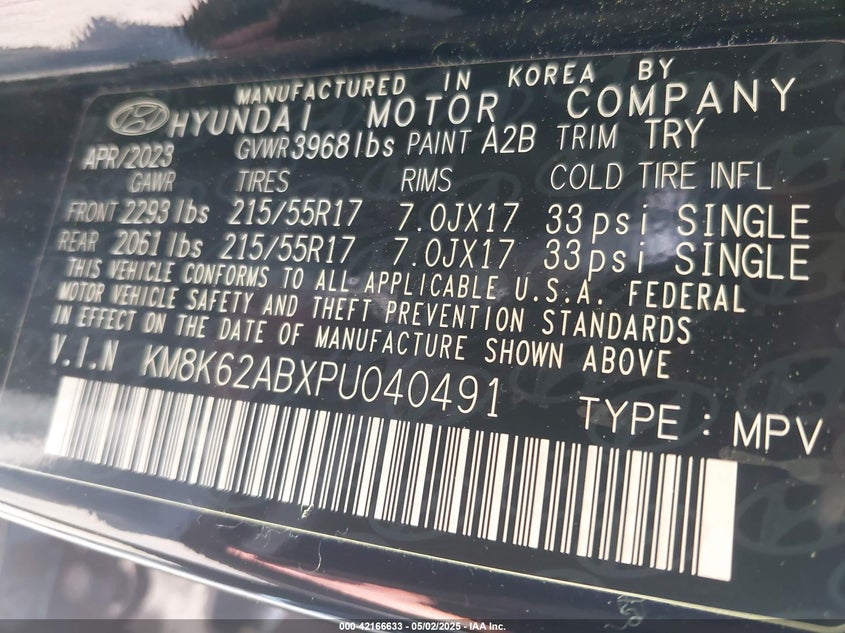 MANUFACTURED IN KOREA BY
HYUNDAI MOTOR COMPANY
APR/2023 GVWR 3968 lbs PAINT A2B TRIM TRY
GAWR TIRES RIMS COLD TIRE INFL
FRONT 2293 lbs 215/55R17 7.0JX17 33psi SINGLE
REAR 2061 lbs 215/55R17 7.0JX17 33psi SINGLE
THIS VEHICLE CONFORMS TO ALL APPLICABLE U.S.A. FEDERAL
MOTOR VEHICLE SAFETY AND THEFT PREVENTION STANDARDS
IN EFFECT ON THE DATE OF MANUFACTURE SHOWN ABOVE
V.I.N KM8K62ABXPU040491 TYPE : MPV
000-42166633 - 05/02/2025 - IAA Inc.